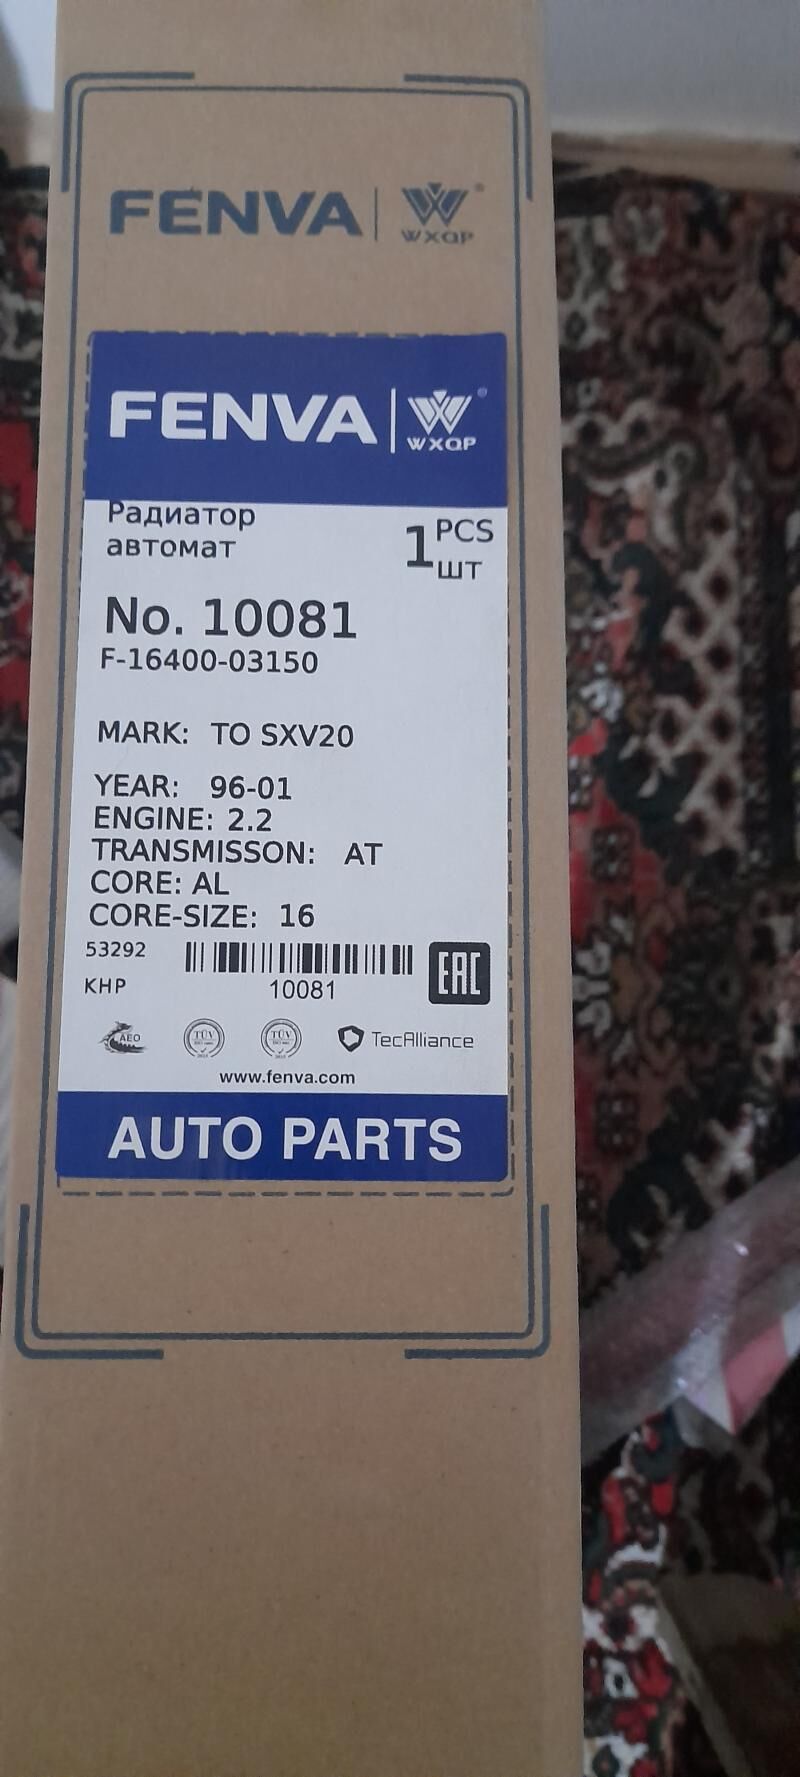 FENVA WXQP
FENVA WXQP
Радиатор
автомат
1 PCS
ШТ
No. 10081
F-16400-03150
MARK: TO SXV20
YEAR: 96-01
ENGINE: 2.2
TRANSMISSON: AT
CORE: AL
CORE-SIZE: 16
53292
KHP
10081
EAC
AEO TÜV TÜV TecAlliance
www.fenva.com
AUTO PARTS